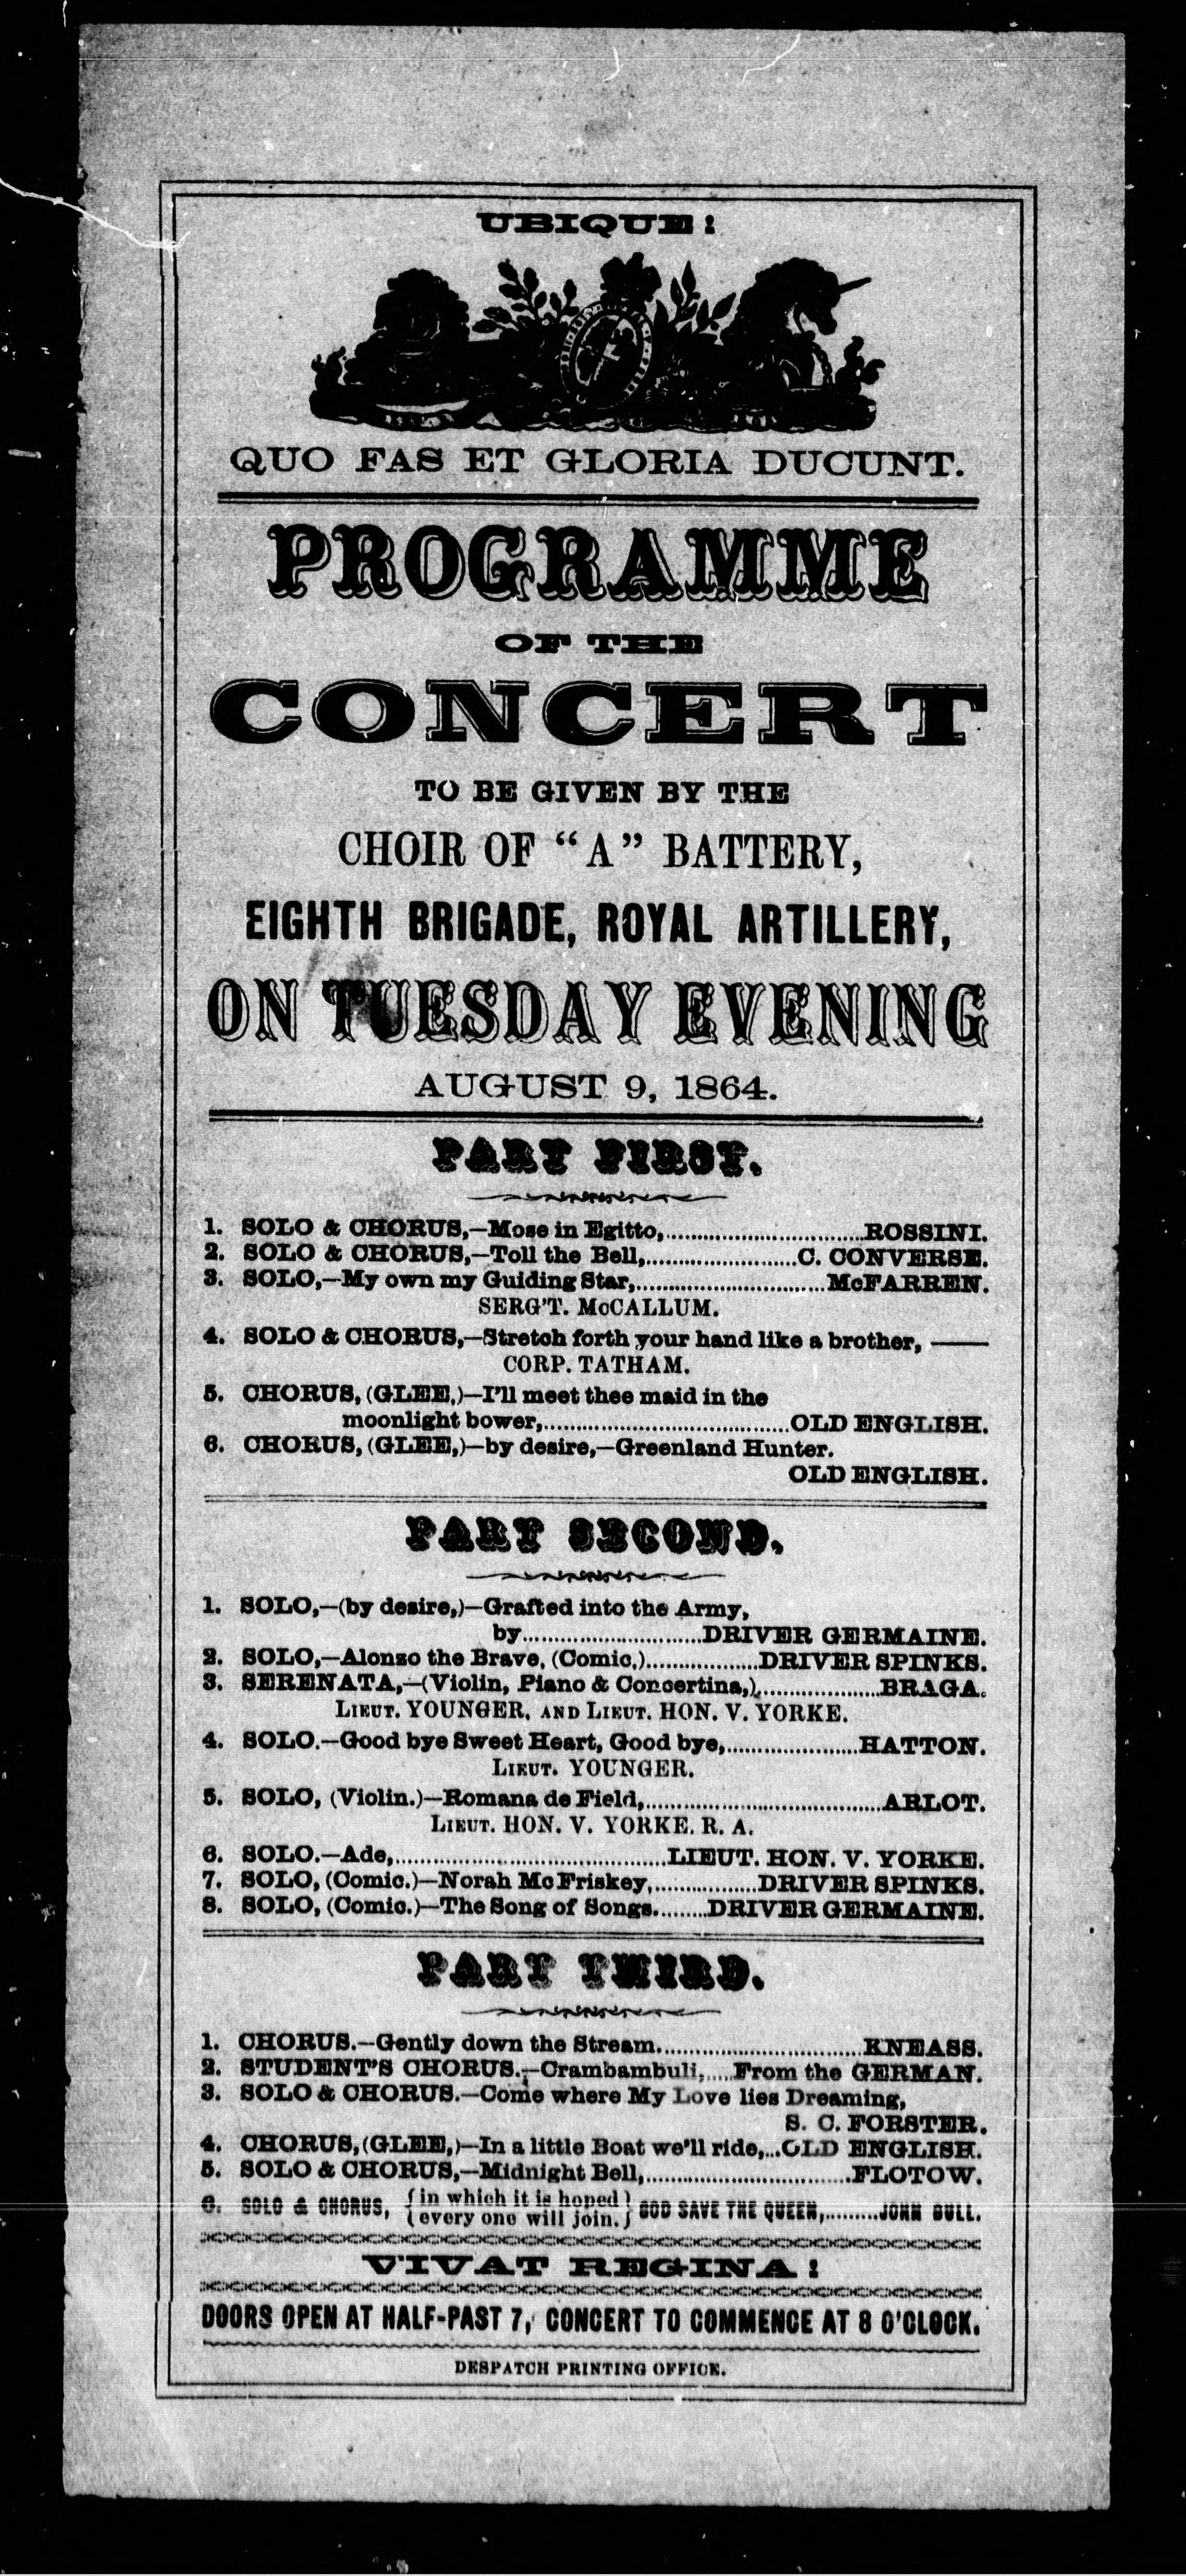 UBIQUE!
QUO FAS ET GLORIA DUCUNT.
PROGRAMME
OF THE
CONCERT
TO BE GIVEN BY THE
CHOIR OF “A” BATTERY,
EIGHTH BRIGADE, ROYAL ARTILLERY,
ON TUESDAY EVENING
AUGUST 9, 1864.
PART FIRST.
1. SOLO & CHORUS,—Mose in Egitto,..............................ROSSINI.
2. SOLO & CHORUS,—Toll the Bell,........................C. CONVERSE.
3. SOLO,—My own my Guiding Star,..............................McFARREN.
SERG'T. McCALLUM.
4. SOLO & CHORUS,—Stretch forth your hand like a brother, ——
CORP. TATHAM.
5. CHORUS, (GLEE,)—I'll meet thee maid in the
moonlight bower,......................................OLD ENGLISH.
6. CHORUS, (GLEE,)—by desire,—Greenland Hunter.
OLD ENGLISH.
PART SECOND.
1. SOLO,—(by desire,)—Grafted into the Army,
by............................DRIVER GERMAINE.
2. SOLO,—Alonso the Brave, (Comic,)..................DRIVER SPINKS.
3. SERENATA,—(Violin, Piano & Concertina,)...................BRAGA.
LIEUT. YOUNGER, AND LIEUT. HON. V. YORKE.
4. SOLO.—Good bye Sweet Heart, Good bye,.....................HATTON.
LIEUT. YOUNGER.
5. SOLO, (Violin.)—Romana de Field,.....................................ARLOT.
LIEUT. HON. V. YORKE. R. A.
6. SOLO.—Ade,..........................................LIEUT. HON. V. YORKE.
7. SOLO, (Comic.)—Norah McFriskey,................DRIVER SPINKS.
8. SOLO, (Comic.)—The Song of Songs........DRIVER GERMAINE.
PART THIRD.
1. CHORUS.—Gently down the Stream................................KNEASS.
2. STUDENT'S CHORUS.—Crambambuli,.....From the GERMAN.
3. SOLO & CHORUS.—Come where My Love lies Dreaming,
S. C. FORSTER.
4. CHORUS,(GLEE,)—In a little Boat we'll ride,...OLD ENGLISH.
5. SOLO & CHORUS,—Midnight Bell,................................FLOTOW.
6. SOLO & CHORUS, {in which it is hoped every one will join.} GOD SAVE THE QUEEN,.........JOHN BULL.
VIVAT REGINA!
DOORS OPEN AT HALF-PAST 7, CONCERT TO COMMENCE AT 8 O'CLOCK.
DESPATCH PRINTING OFFICE.